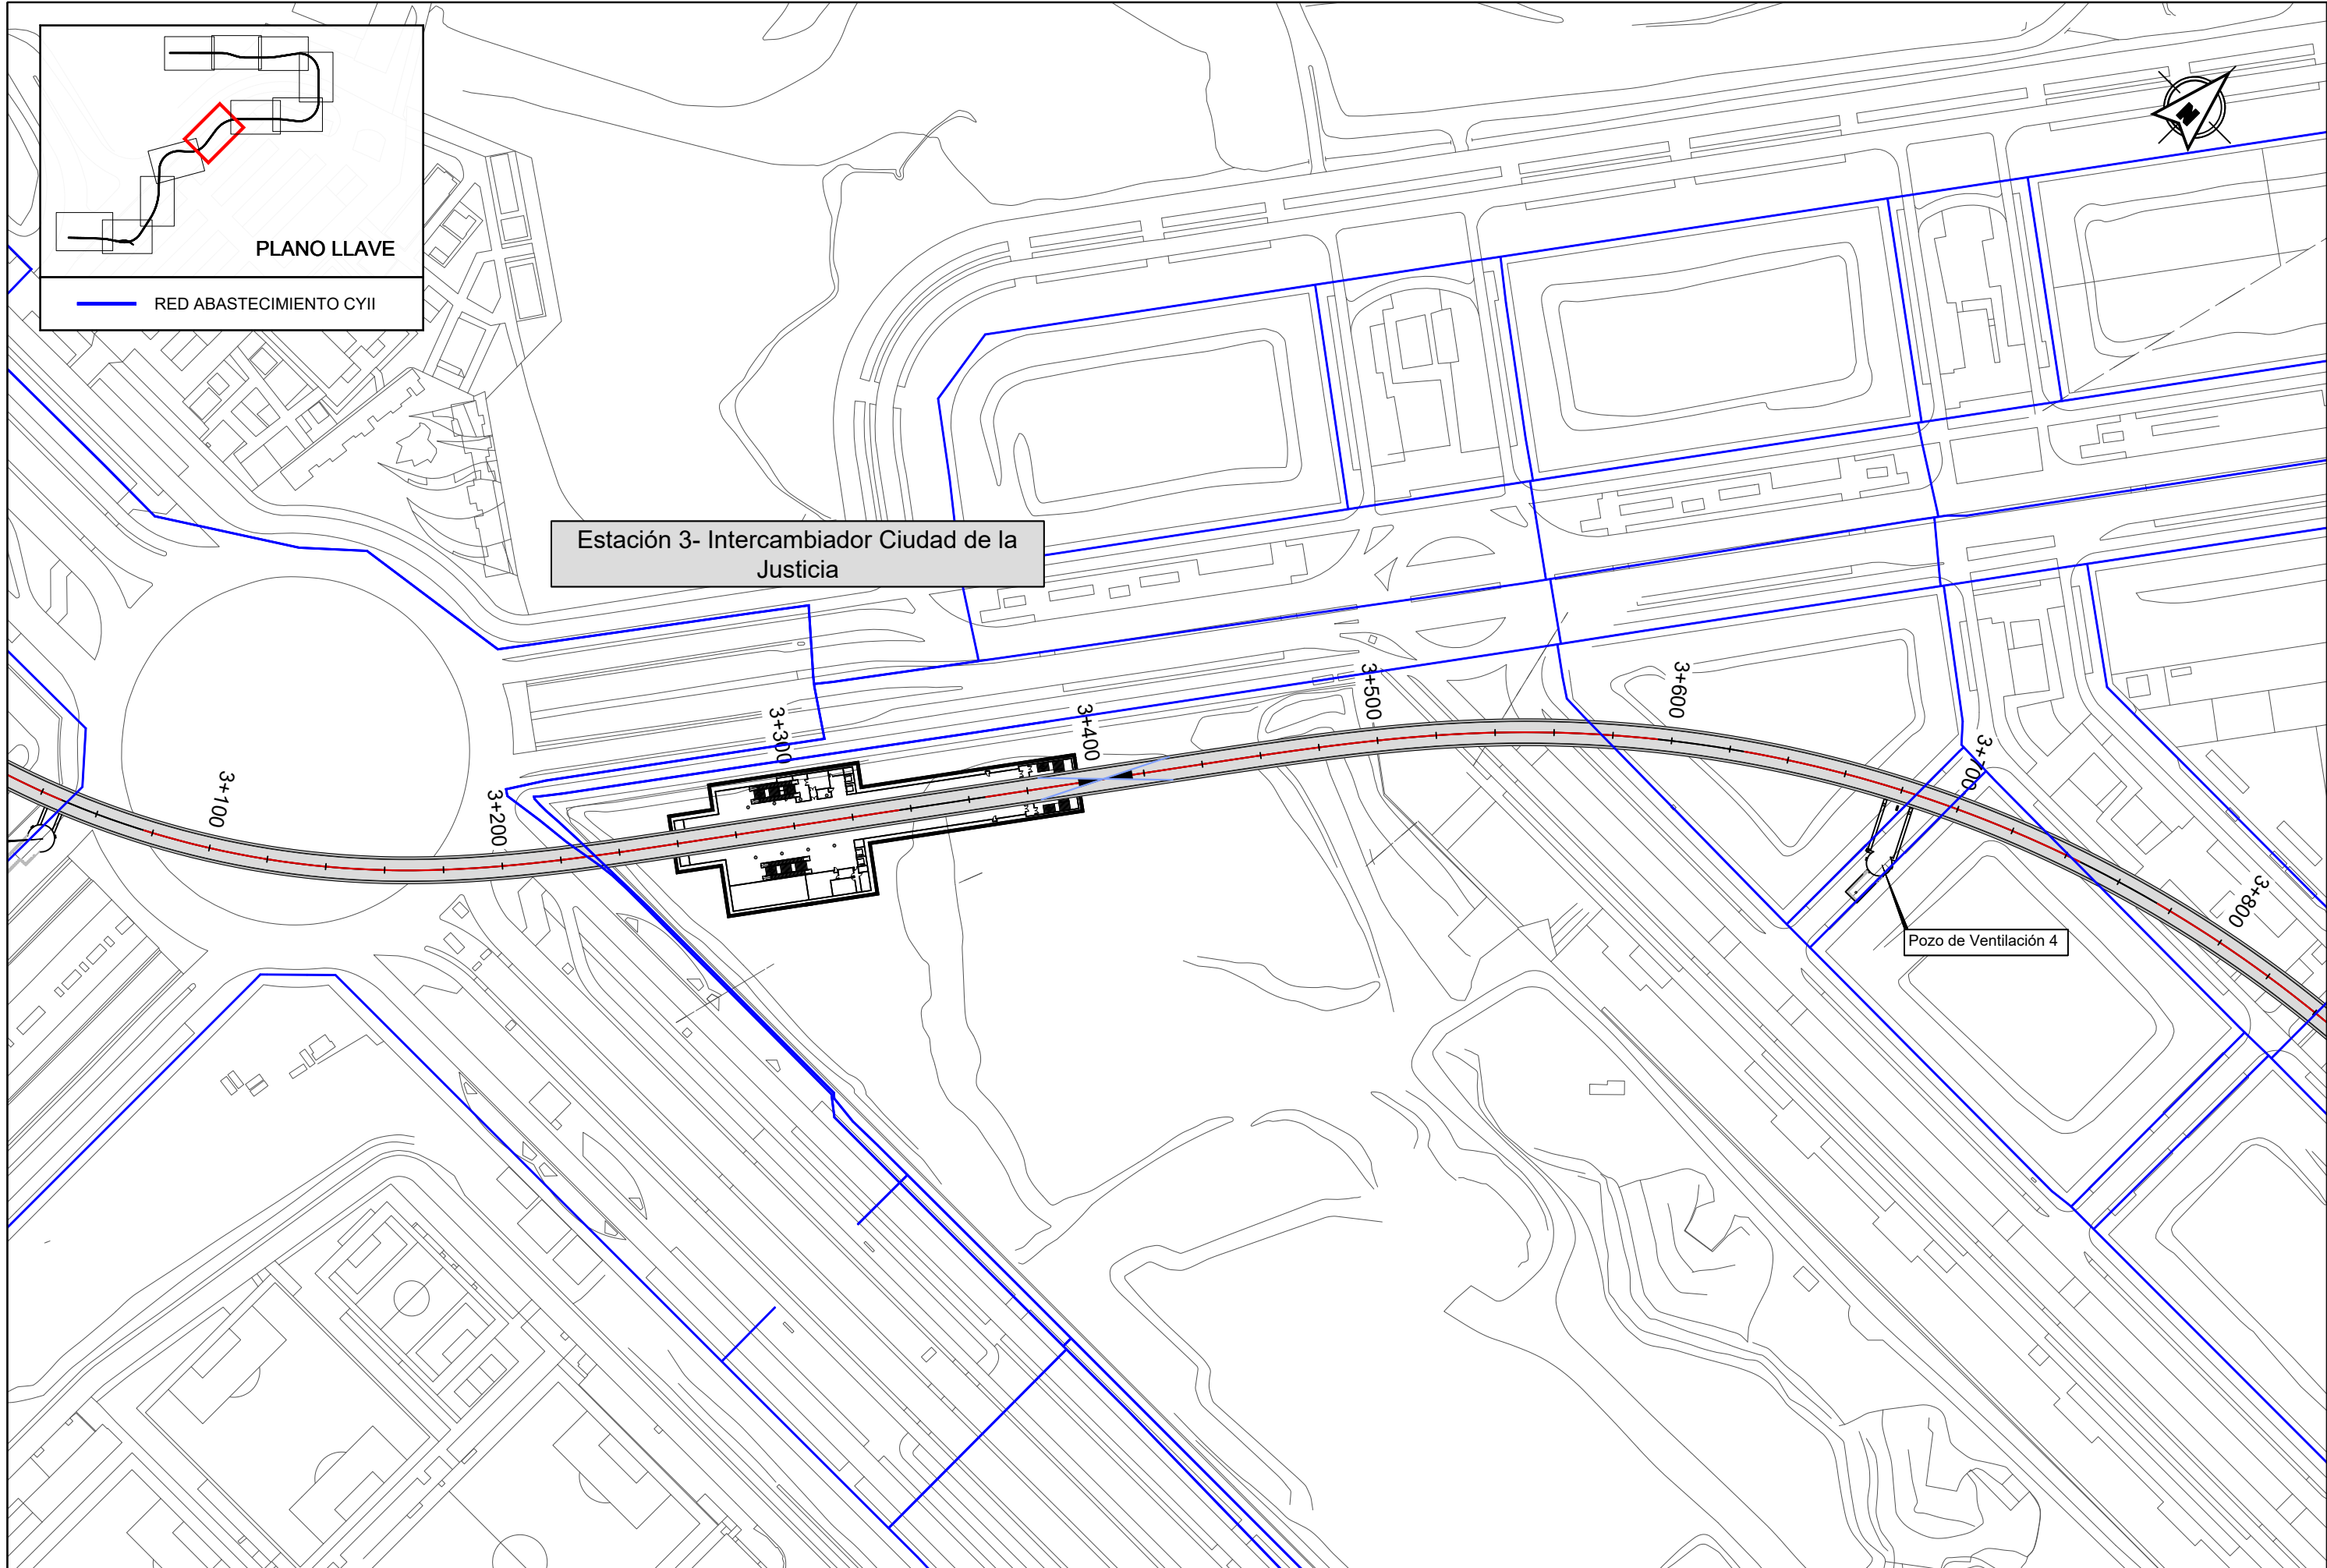 PLANO LLAVE
RED ABASTECIMIENTO CYII
N
Estación 3- Intercambiador Ciudad de la
Justicia
3+100
3+200
3+300
3+400
3+500
3+600
3+700
3+800
Pozo de Ventilación 4